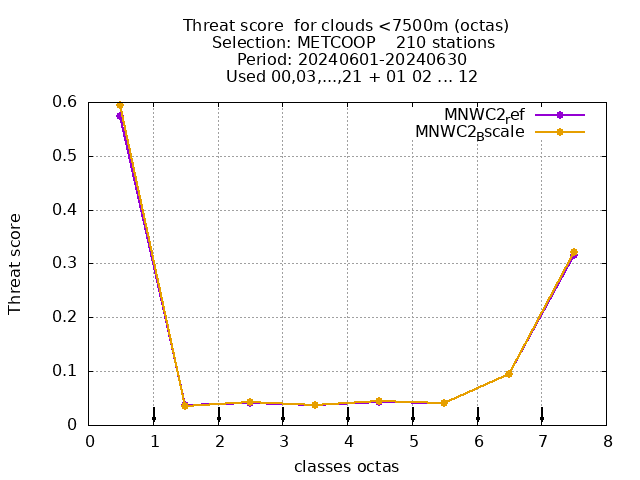 Threat score  for clouds <7500m (octas)
Selection: METCOOP    210 stations
Period: 20240601-20240630
Used 00,03,...,21 + 01 02 ... 12
MNWC2ref
MNWC2Bscale
0.6
0.5
0.4
0.3
0.2
0.1
0
Threat score
0 1 2 3 4 5 6 7 8
classes octas